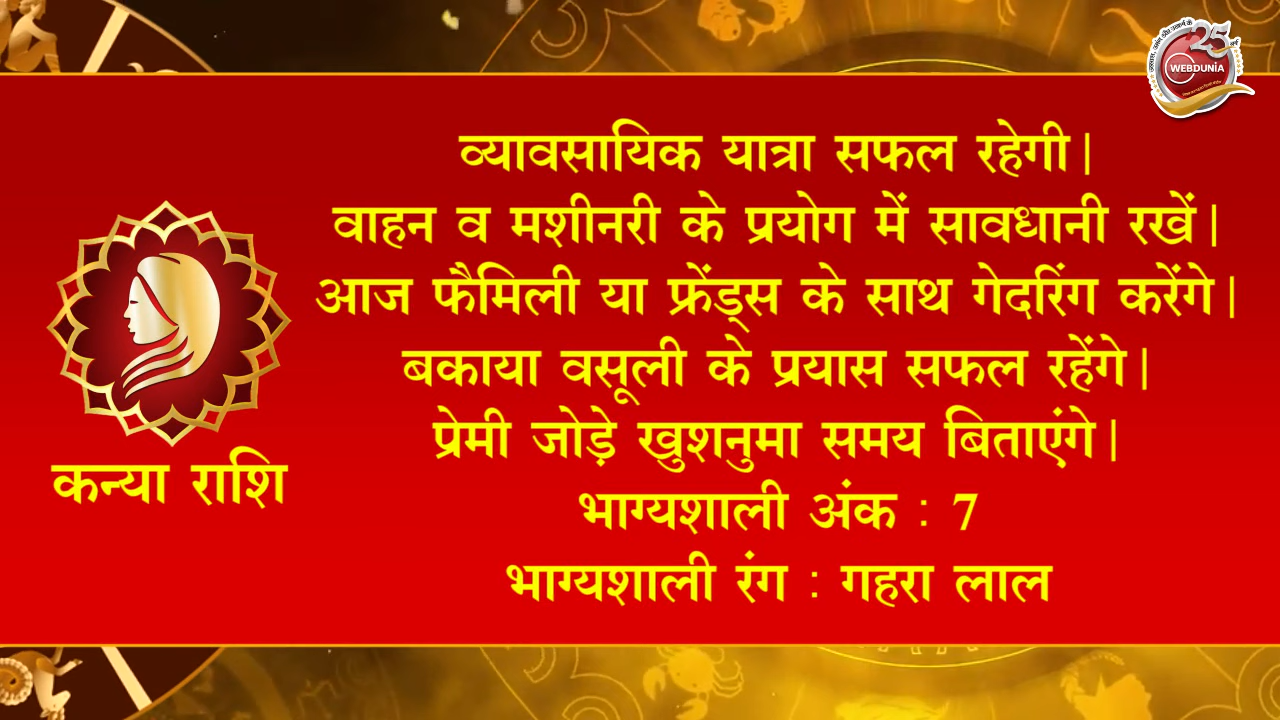 25
WEBDUNIA
व्यावसायिक यात्रा सफल रहेगी|
वाहन व मशीनरी के प्रयोग में सावधानी रखें|
आज फैमिली या फ्रेंड्स के साथ गेदरिंग करेंगे|
बकाया वसूली के प्रयास सफल रहेंगे|
प्रेमी जोड़े खुशनुमा समय बिताएंगे|
भाग्यशाली अंक : 7
भाग्यशाली रंग : गहरा लाल
कन्या राशि